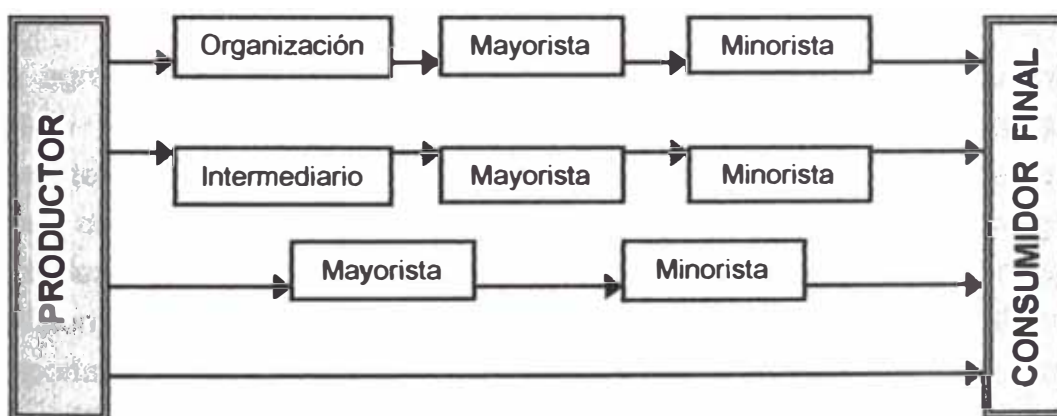 PRODUCTOR
Organización
Mayorista
Minorista
Intermediario
Mayorista
Minorista
Mayorista
Minorista
CONSUMIDOR FINAL